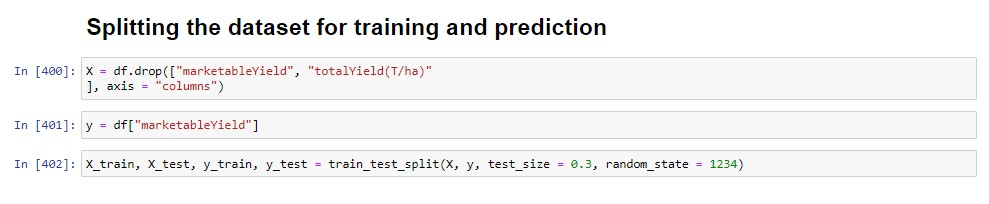 Splitting the dataset for training and prediction
In [400]: X = df.drop(["marketableYield", "totalYield(T/ha)"
], axis = "columns")
In [401]: y = df["marketableYield"]
In [402]: X_train, X_test, y_train, y_test = train_test_split(X, y, test_size = 0.3, random_state = 1234)